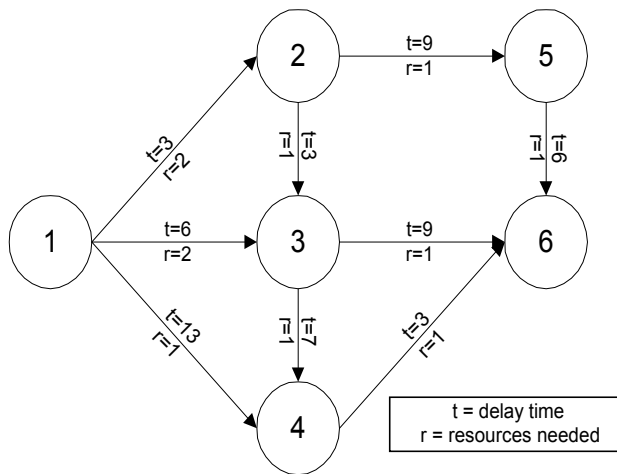 2
t=9
r=1
5
t=3
r=2
t=3
r=1
t=6
r=1
1
t=6
r=2
3
t=9
r=1
6
t=13
r=1
t=7
r=1
t=3
r=1
4
t = delay time
r = resources needed